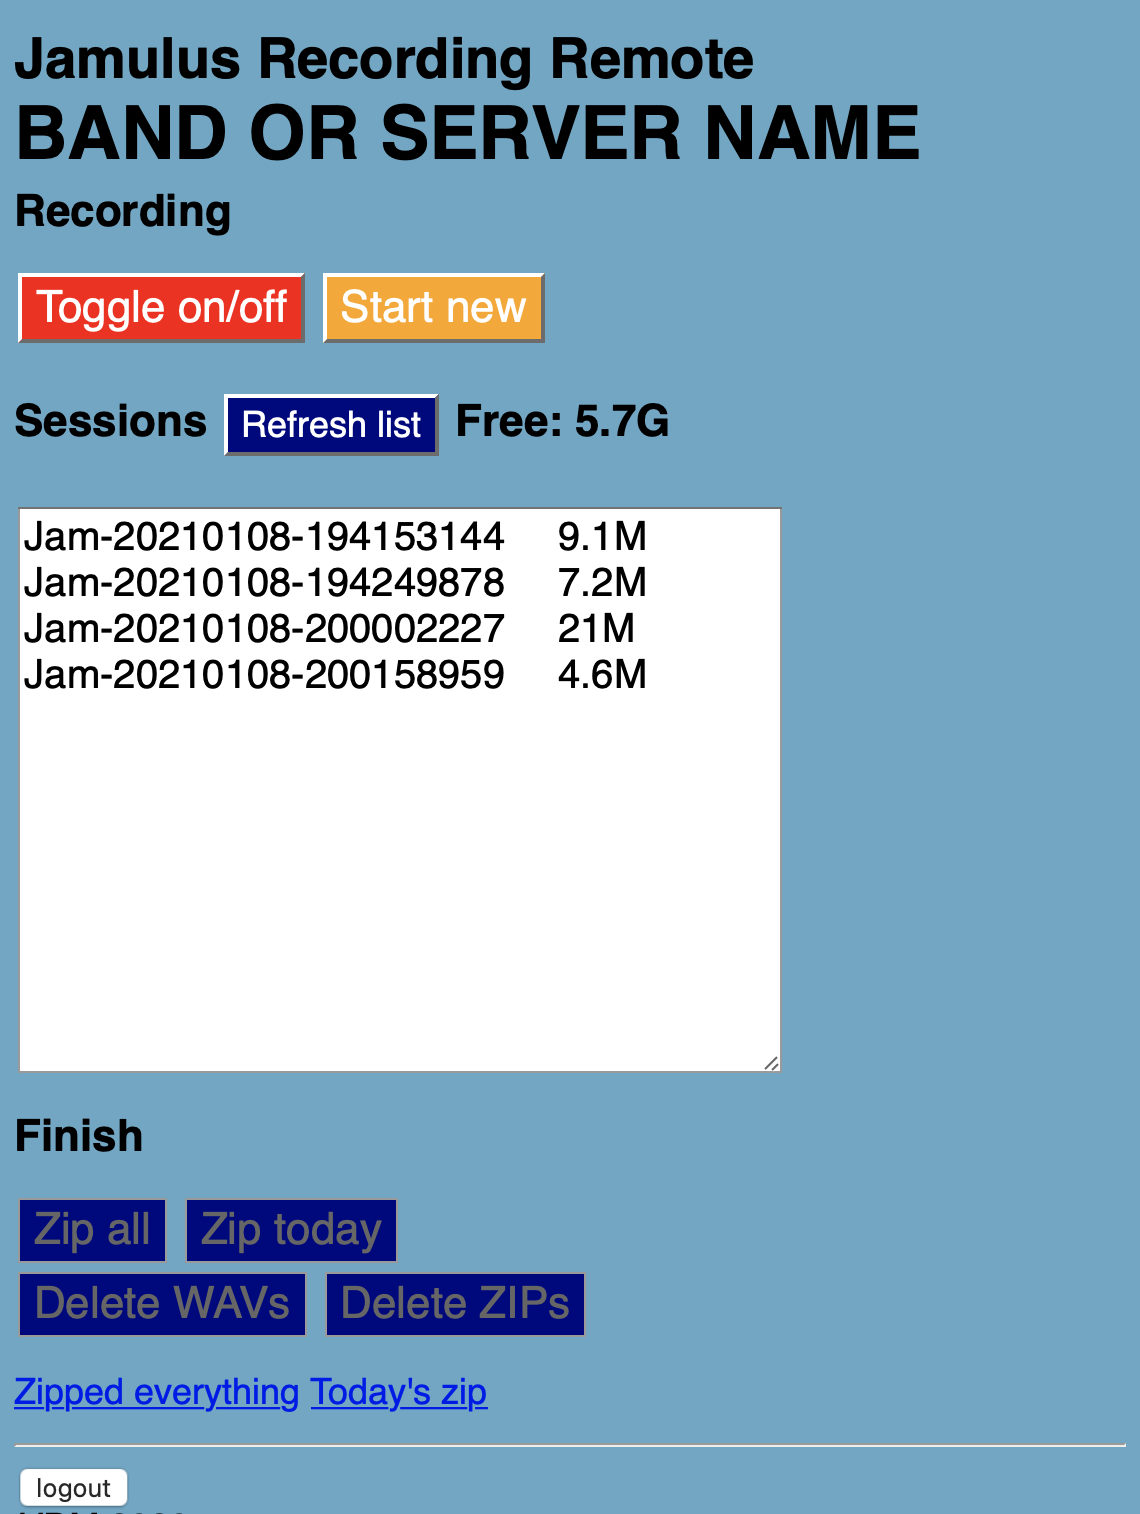 Jamulus Recording Remote
BAND OR SERVER NAME
Recording
Toggle on/off Start new
Sessions Refresh list Free: 5.7G
Jam-20210108-194153144 9.1M
Jam-20210108-194249878 7.2M
Jam-20210108-200002227 21M
Jam-20210108-200158959 4.6M
Finish
Zip all Zip today
Delete WAVs Delete ZIPs
Zipped everything Today's zip
logout